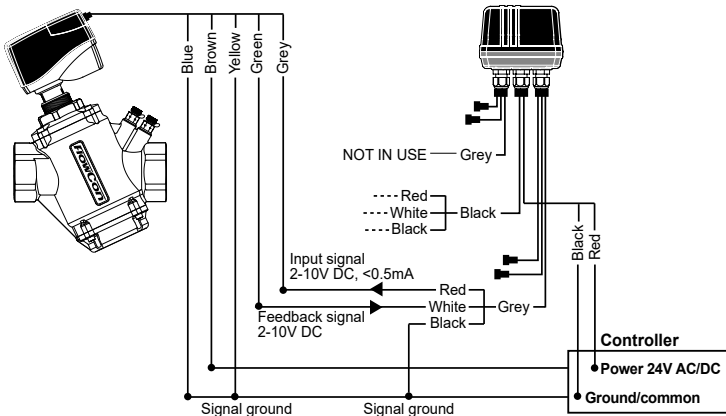 Blue
Brown
Yellow
Green
Grey
FlowCon
NOT IN USE
Grey
Red
White
Black
Black
Black
Red
Input signal
2-10V DC, <0.5mA
Feedback signal
2-10V DC
Red
White
Black
Grey
Controller
Power 24V AC/DC
Ground/common
Signal ground
Signal ground